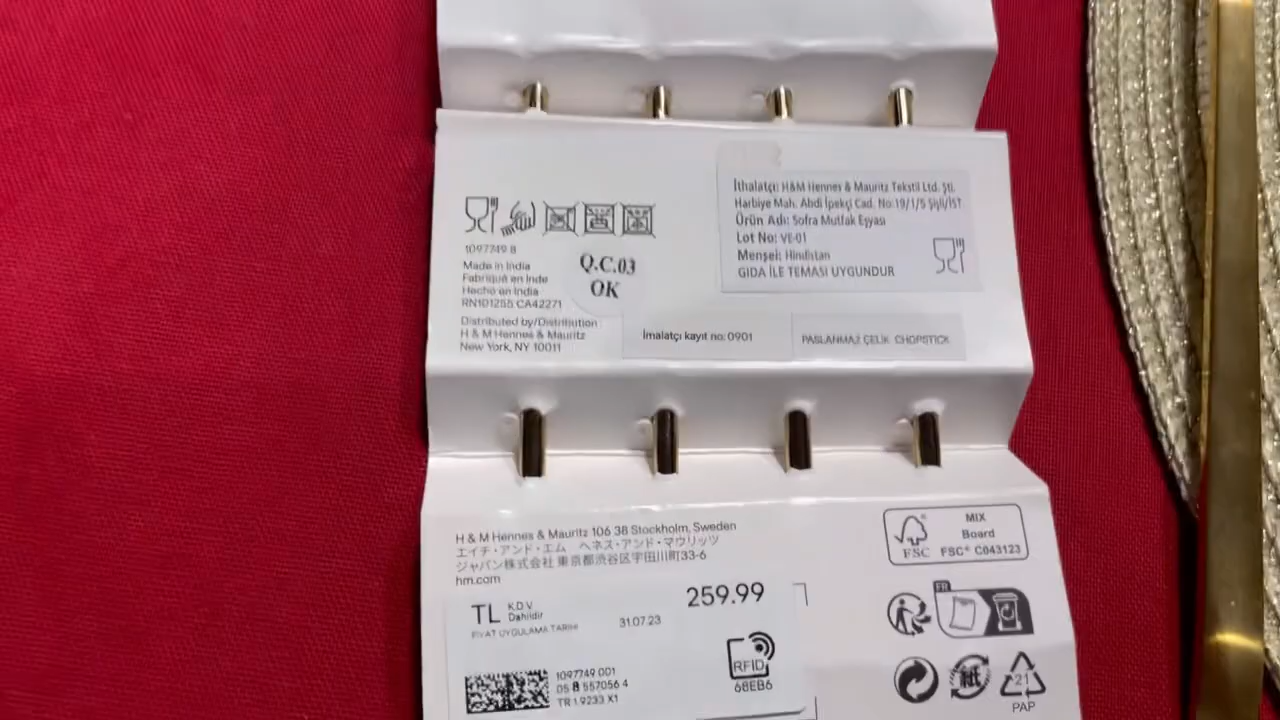 1097749 8
Made in India
Fabriqué en Inde
Hecho en India
RN101255 CA42271
Distributed by/Distribution
H & M Hennes & Mauritz
New York, NY 10011
Q.C.03
OK
İthalatçı: H&M Hennes & Mauritz Tekstil Ltd. Şti.
Harbiye Mah. Abdi İpekçi Cad. No:19/1/5 Şişli/İST
Ürün Adı: Sofra Mutfak Eşyası
Lot No: VE-01
Menşei: Hindistan
GIDA İLE TEMASI UYGUNDUR
İmalatçı kayıt no: 0901
PASLANMAZ ÇELİK CHOPSTICK
H & M Hennes & Mauritz 106 38 Stockholm, Sweden
エイチ・アンド・エム ヘネス・アンド・マウリッツ
ジャパン株式会社 東京都渋谷区宇田川町33-6
hm.com
MIX
Board
FSC
FSC® C043123
TL K.D.V.
Dahildir
259.99
FİYAT UYGULAMA TARİHİ 31.07.23
1097749 001
05 8 557056 4
TR 1.9233 X1
RFID
68EB6
FR
紙
21
PAP